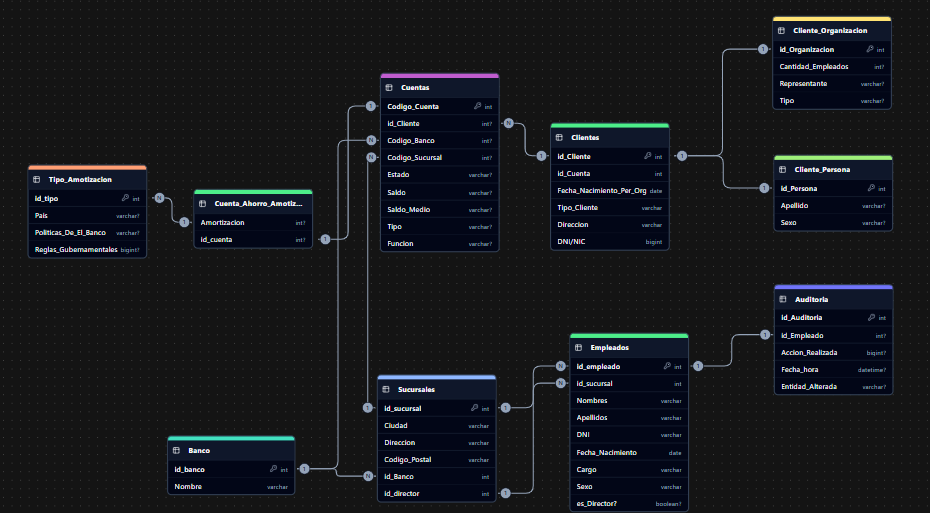 Cliente_Organizacion
id_Organizacion int
Cantidad_Empleados int?
Representante varchar?
Tipo varchar?
Cuentas
Codigo_Cuenta int
id_Cliente int?
Codigo_Banco int?
Codigo_Sucursal int?
Estado varchar?
Saldo varchar?
Saldo_Medio varchar?
Tipo varchar?
Funcion varchar?
Clientes
id_Cliente int
id_Cuenta int
Fecha_Nacimiento_Per_Org date
Tipo_Cliente varchar
Direccion varchar
DNI/NIC bigint
Cliente_Persona
id_Persona int
Apellido varchar?
Sexo varchar?
Tipo_Amotizacion
id_tipo int
Pais varchar?
Politicas_De_El_Banco varchar?
Reglas_Gubernamentales bigint?
Cuenta_Ahorro_Amotiz...
Amortizacion int?
id_cuenta int?
Auditoria
id_Auditoria int
id_Empleado int?
Accion_Realizada bigint?
Fecha_hora datetime?
Entidad_Alterada varchar?
Empleados
id_empleado int
id_sucursal int
Nombres varchar
Apellidos varchar
DNI varchar
Fecha_Nacimiento date
Cargo varchar
Sexo varchar
es_Director? boolean?
Sucursales
id_sucursal int
Ciudad varchar
Direccion varchar
Codigo_Postal varchar
id_Banco int
id_director int
Banco
id_banco int
Nombre varchar
1
1
1
N
N
N
1
1
N
1
1
1
N
1
N
N
1
1
1
1